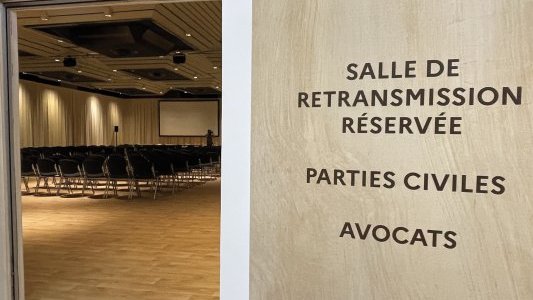 SALLE DE
RETRANSMISSION
RÉSERVÉE
PARTIES CIVILES
AVOCATS